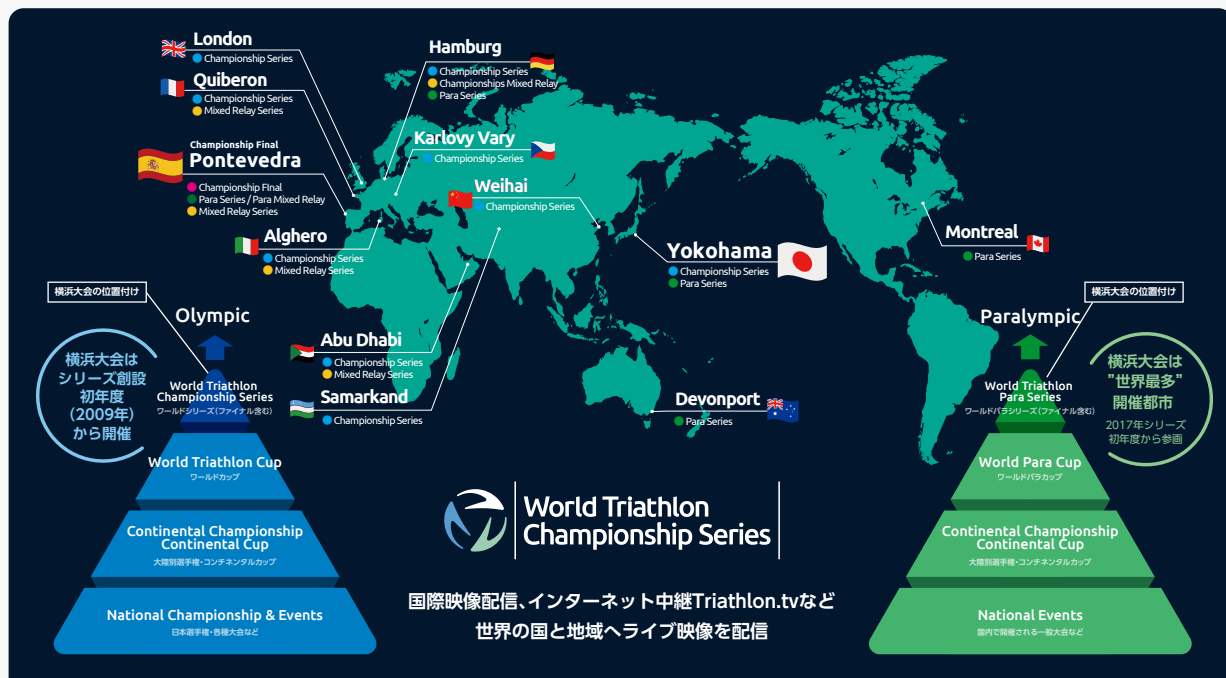 London
Championship Series
Quiberon
Championship Series
Mixed Relay Series
Championship Final
Pontevedra
Championship FInal
Para Series / Para Mixed Relay
Mixed Relay Series
Alghero
Championship Series
Mixed Relay Series
Hamburg
Championship Series
Championships Mixed Relay
Para Series
Karlovy Vary
Championship Series
Weihai
Championship Series
Yokohama
Championship Series
Para Series
Montreal
Para Series
Abu Dhabi
Championship Series
Mixed Relay Series
Samarkand
Championship Series
Devonport
Para Series
横浜大会の位置付け
Olympic
横浜大会は
シリーズ創設
初年度
(2009年)
から開催
World Triathlon
Championship Series
ワールドシリーズ(ファイナル含む)
World Triathlon Cup
ワールドカップ
Continental Championship
Continental Cup
大陸別選手権・コンチネンタルカップ
National Championship & Events
日本選手権・各種大会など
World Triathlon
Championship Series
国際映像配信、インターネット中継Triathlon.tvなど
世界の国と地域へライブ映像を配信
横浜大会の位置付け
Paralympic
横浜大会は
”世界最多”
開催都市
2017年シリーズ
初年度から参画
World Triathlon
Para Series
ワールドパラシリーズ(ファイナル含む)
World Para Cup
ワールドパラカップ
Continental Championship
Continental Cup
大陸別選手権・コンチネンタルカップ
National Events
国内で開催される一般大会など